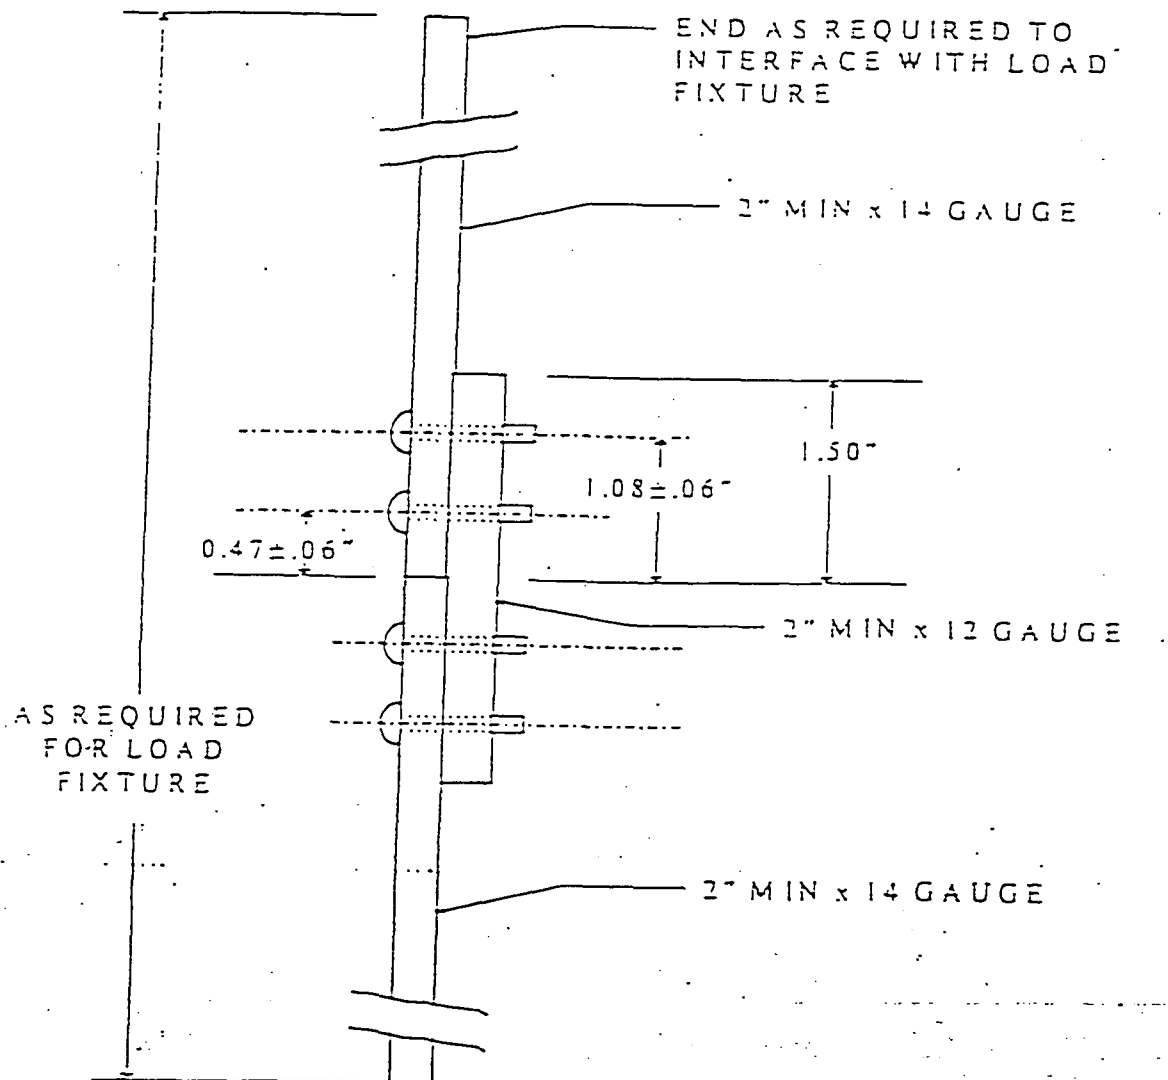 END AS REQUIRED TO
INTERFACE WITH LOAD
FIXTURE
2" MIN x 14 GAUGE
1.50"
1.08±.06"
0.47±.06"
2" MIN x 12 GAUGE
AS REQUIRED
FOR LOAD
FIXTURE
2" MIN x 14 GAUGE